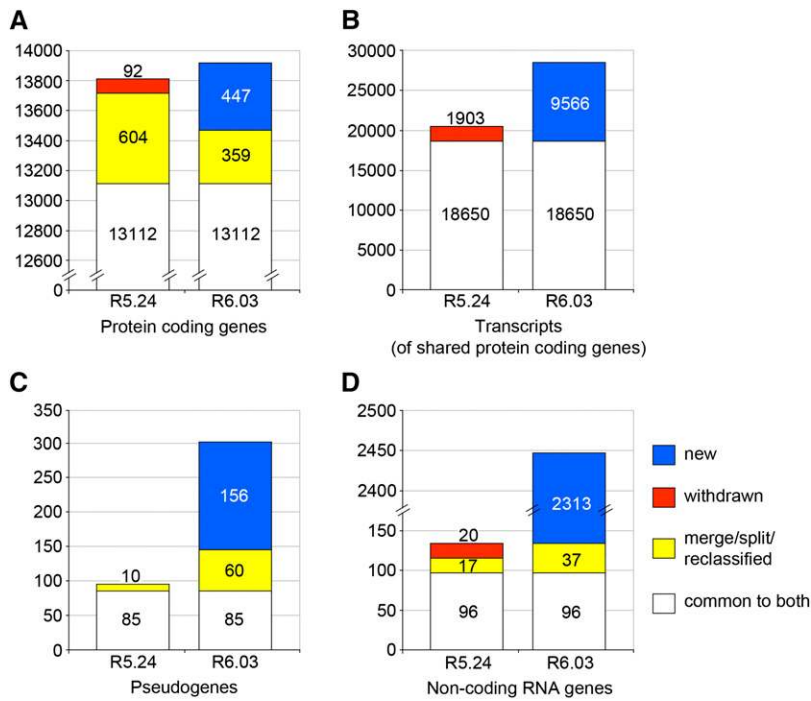 A
14000
13800
13600
13400
13200
13000
12800
12600
0
92
604
13112
447
359
13112
R5.24 R6.03
Protein coding genes
B
30000
25000
20000
15000
10000
5000
0
1903
18650
9566
18650
R5.24 R6.03
Transcripts
(of shared protein coding genes)
C
350
300
250
200
150
100
50
0
10
85
156
60
85
R5.24 R6.03
Pseudogenes
D
2500
2450
2400
150
100
50
0
20
17
96
2313
37
96
R5.24 R6.03
Non-coding RNA genes
new
withdrawn
merge/split/
reclassified
common to both